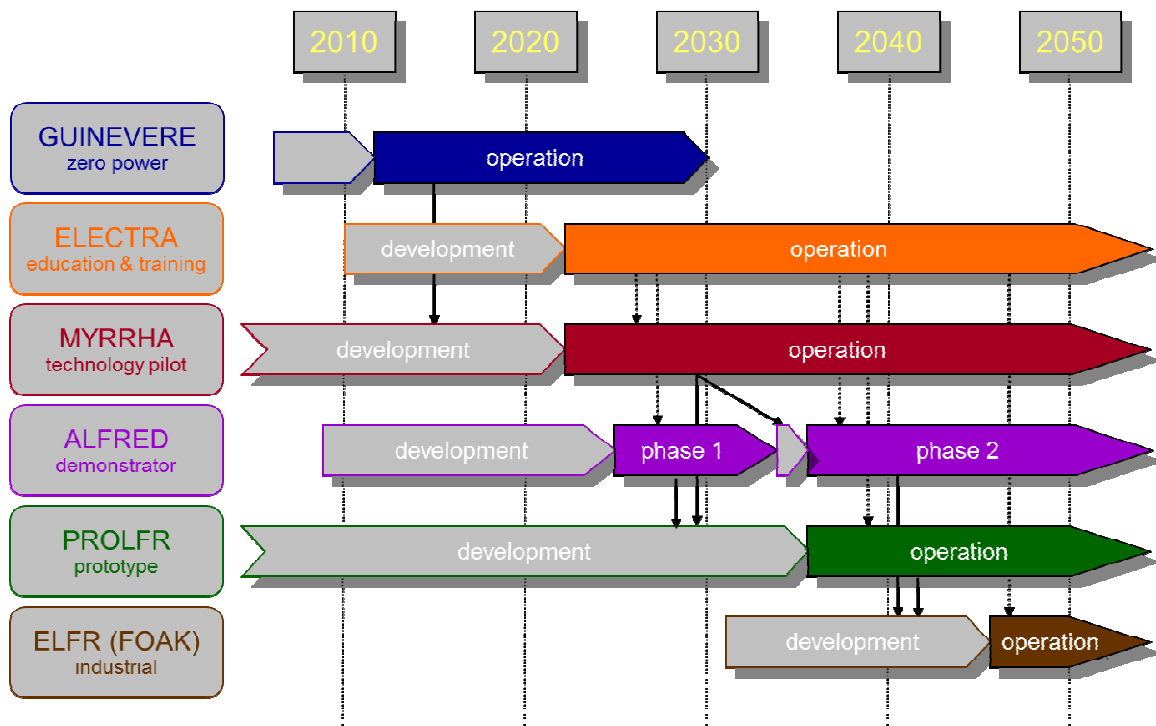 2010 2020 2030 2040 2050
GUINEVERE
zero power
operation
ELECTRA
education & training
development operation
MYRRHA
technology pilot
development operation
ALFRED
demonstrator
development phase 1 phase 2
PROLFR
prototype
development operation
ELFR (FOAK)
industrial
development operation